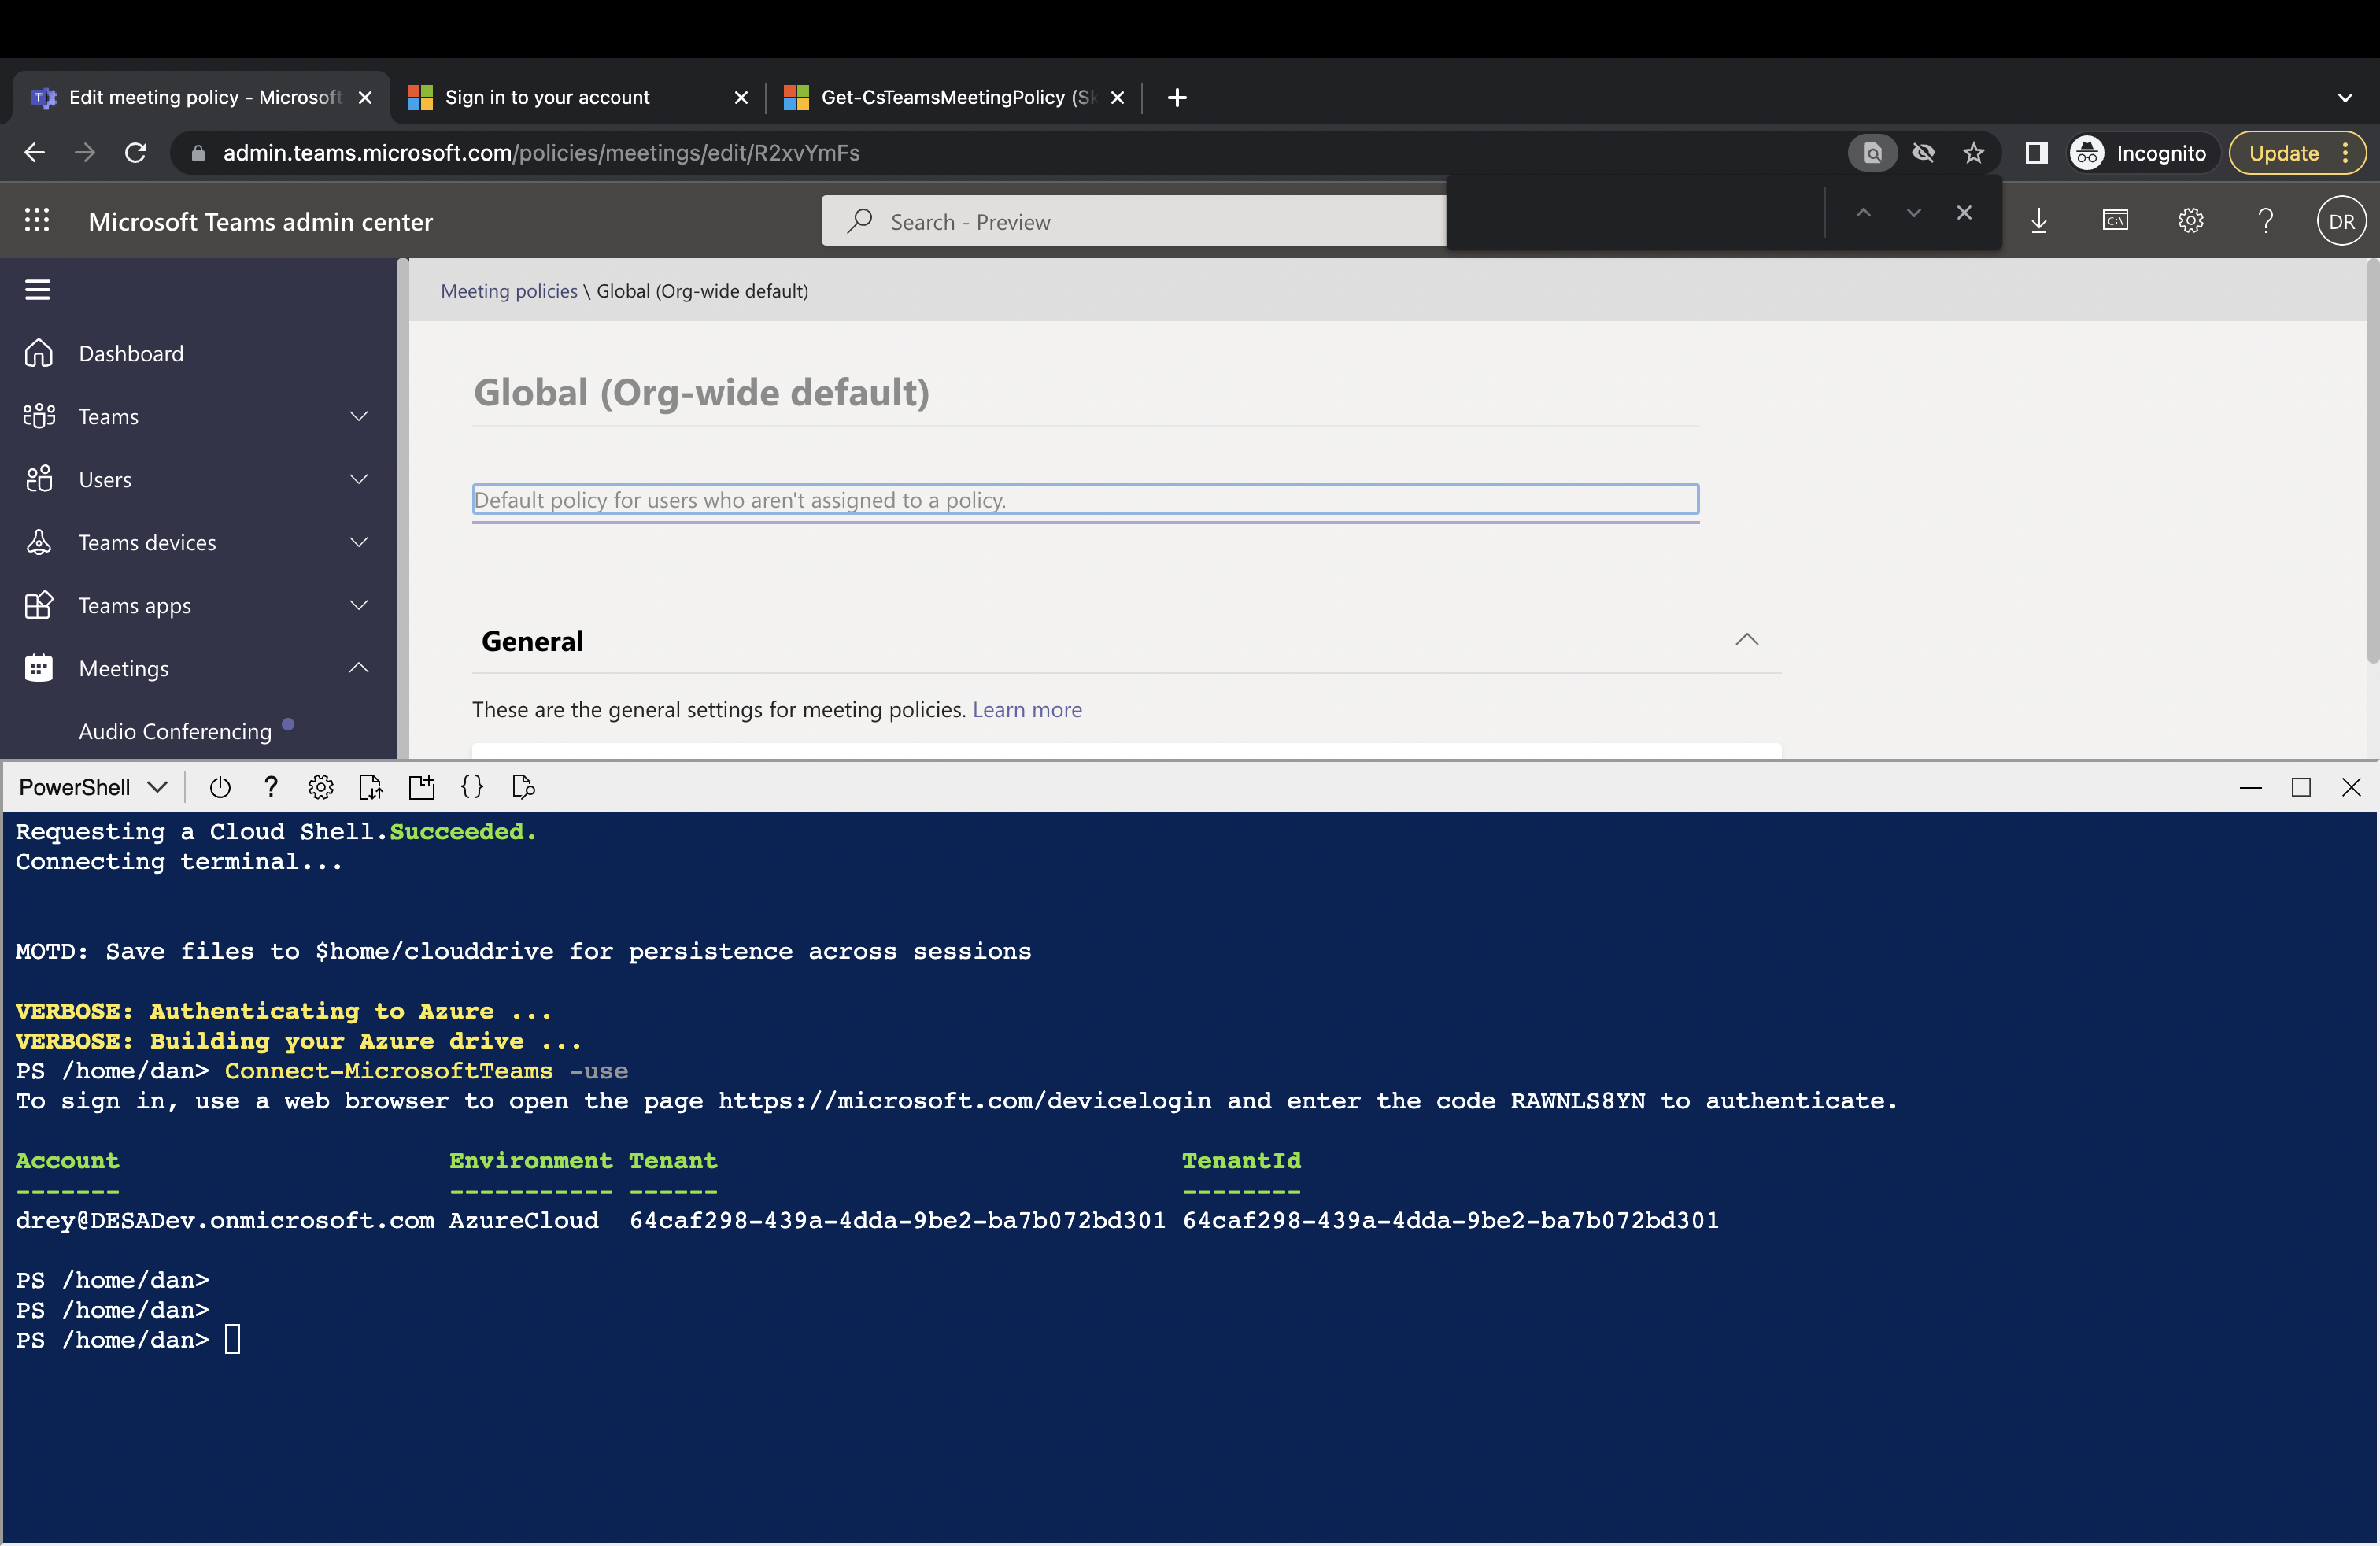 Edit meeting policy - Microsoft
Sign in to your account
Get-CsTeamsMeetingPolicy (Sk
admin.teams.microsoft.com/policies/meetings/edit/R2xvYmFs
Incognito
Update
Microsoft Teams admin center
Search - Preview
DR
Meeting policies \ Global (Org-wide default)
Dashboard
Teams
Users
Teams devices
Teams apps
Meetings
Audio Conferencing
Global (Org-wide default)
Default policy for users who aren't assigned to a policy.
General
These are the general settings for meeting policies. Learn more
PowerShell
Requesting a Cloud Shell.Succeeded.
Connecting terminal...
MOTD: Save files to $home/clouddrive for persistence across sessions
VERBOSE: Authenticating to Azure ...
VERBOSE: Building your Azure drive ...
PS /home/dan> Connect-MicrosoftTeams -use
To sign in, use a web browser to open the page https://microsoft.com/devicelogin and enter the code RAWNLS8YN to authenticate.
Account Environment Tenant TenantId
------- ----------- ------ --------
drey@DESADev.onmicrosoft.com AzureCloud 64caf298-439a-4dda-9be2-ba7b072bd301 64caf298-439a-4dda-9be2-ba7b072bd301
PS /home/dan>
PS /home/dan>
PS /home/dan>